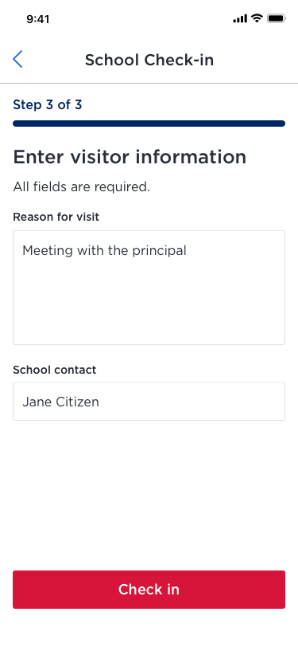 9:41
School Check-in
Step 3 of 3
Enter visitor information
All fields are required.
Reason for visit
Meeting with the principal
School contact
Jane Citizen
Check in